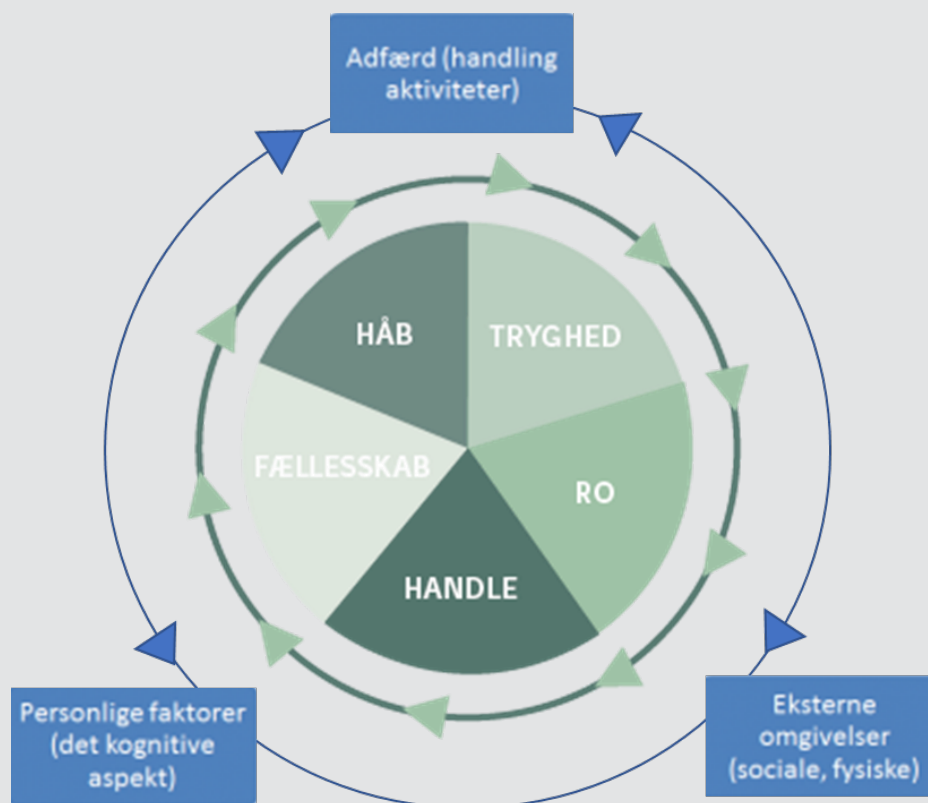 Adfærd (handling
aktiviteter)
HÅB
TRYGHED
FÆLLESSKAB
RO
HANDLE
Personlige faktorer
(det kognitive
aspekt)
Eksterne
omgivelser
(sociale, fysiske)